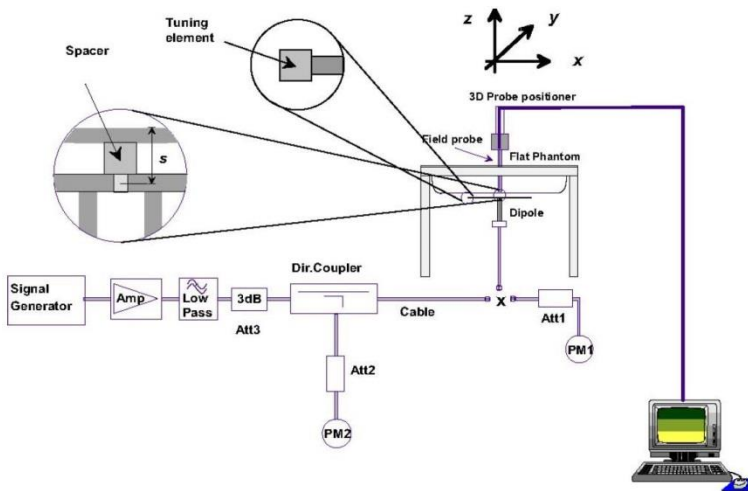 Tuning
element
Spacer
s
z
y
x
3D Probe positioner
Field probe
Flat Phantom
Dipole
Signal
Generator
Amp
Low
Pass
3dB
Att3
Dir.Coupler
Cable
x
Att1
PM1
Att2
PM2